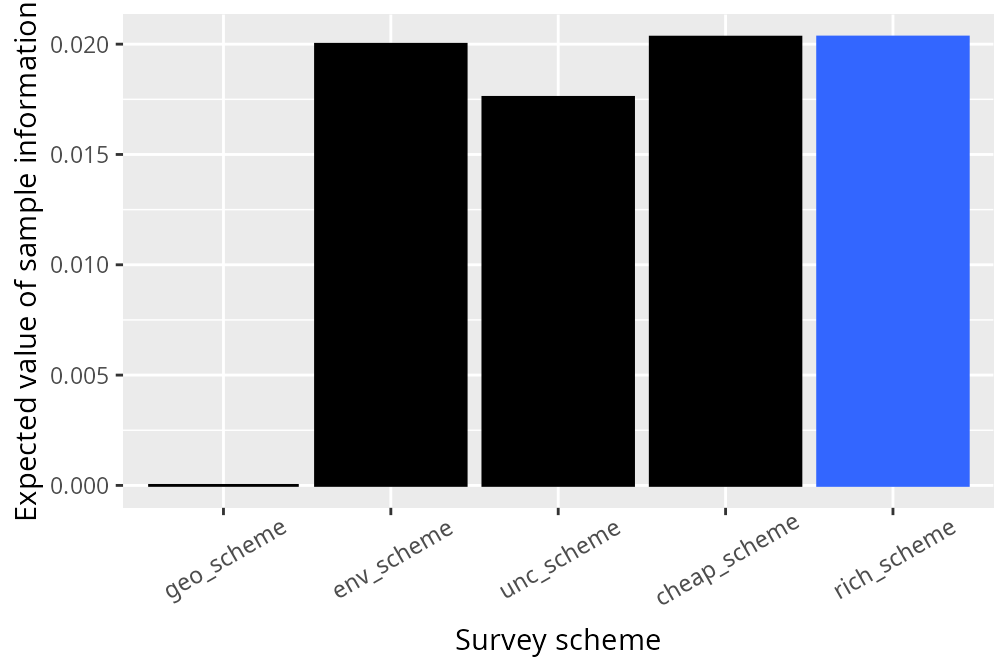 Expected value of sample information
0.020
0.015
0.010
0.005
0.000
geo_scheme
env_scheme
unc_scheme
cheap_scheme
rich_scheme
Survey scheme